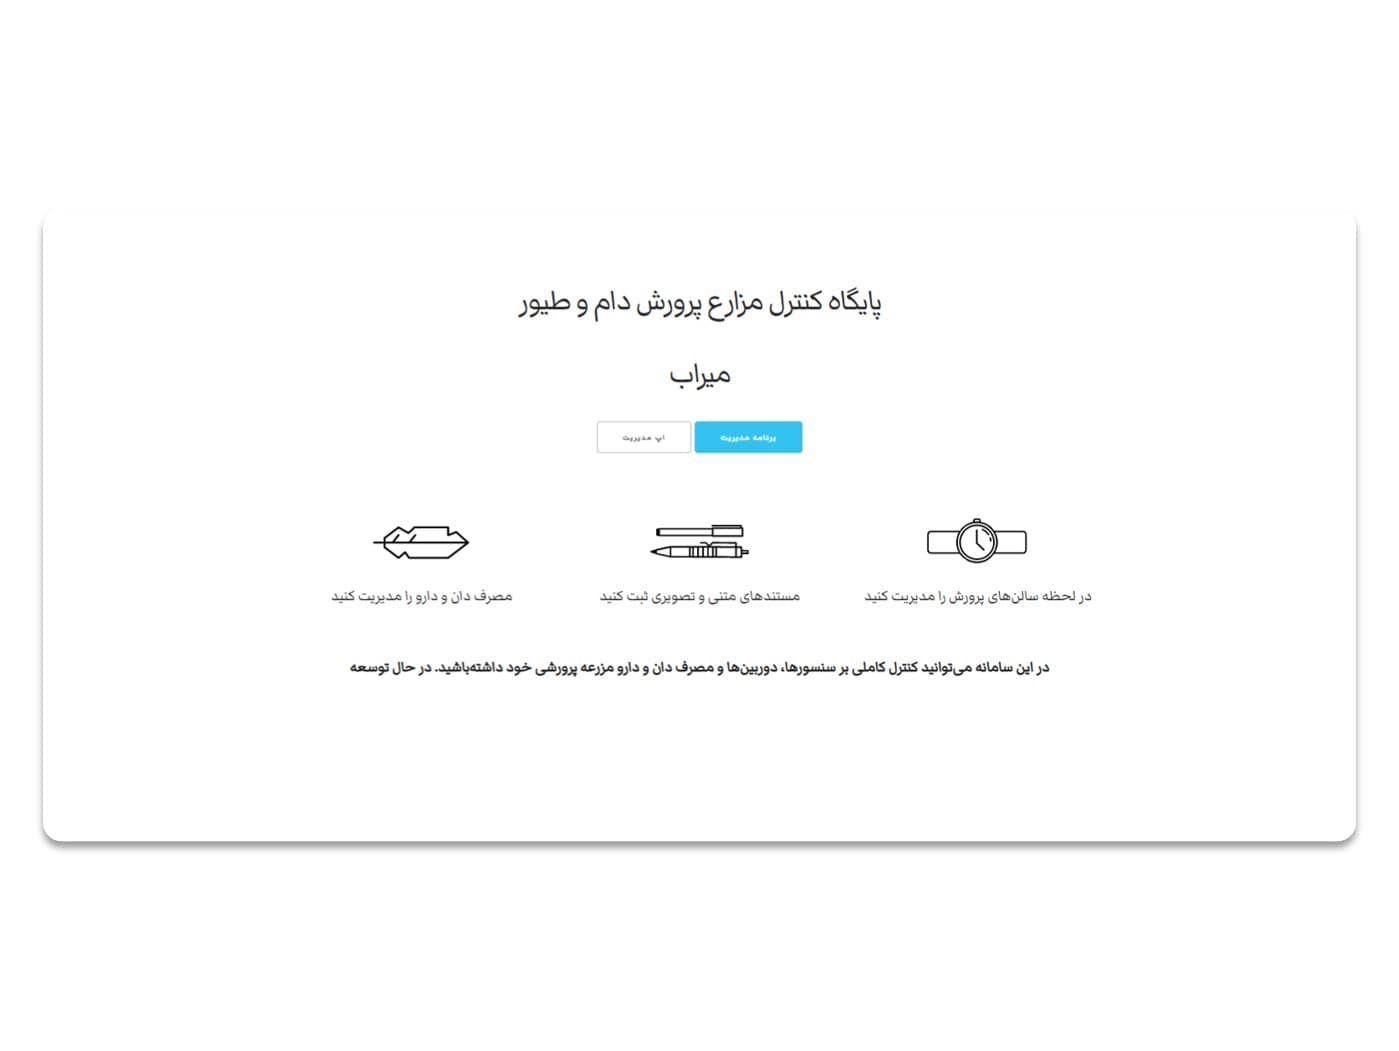 پایگاه کنترل مزارع پرورش دام و طیور
میراب
برنامه مدیریت
اپ مدیریت
در لحظه سالن‌های پرورش را مدیریت کنید
مستندهای متنی و تصویری ثبت کنید
مصرف دان و دارو را مدیریت کنید
در این سامانه می‌توانید کنترل کاملی بر سنسورها، دوربین‌ها و مصرف دان و دارو مزرعه پرورشی خود داشته‌باشید. در حال توسعه